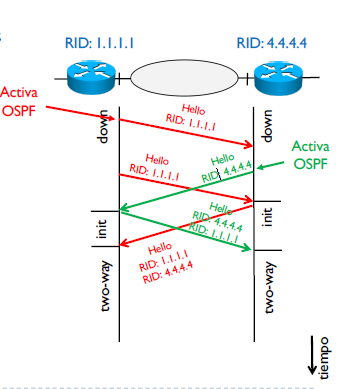 RID: 1.1.1.1
RID: 4.4.4.4
Activa
OSPF
down
down
Hello
RID: 1.1.1.1
Activa
OSPF
Hello
RID: 1.1.1.1
Hello
RID: 4.4.4.4
init
init
Hello
RID: 4.4.4.4
RID: 1.1.1.1
Hello
RID: 1.1.1.1
RID: 4.4.4.4
two-way
two-way
tiempo